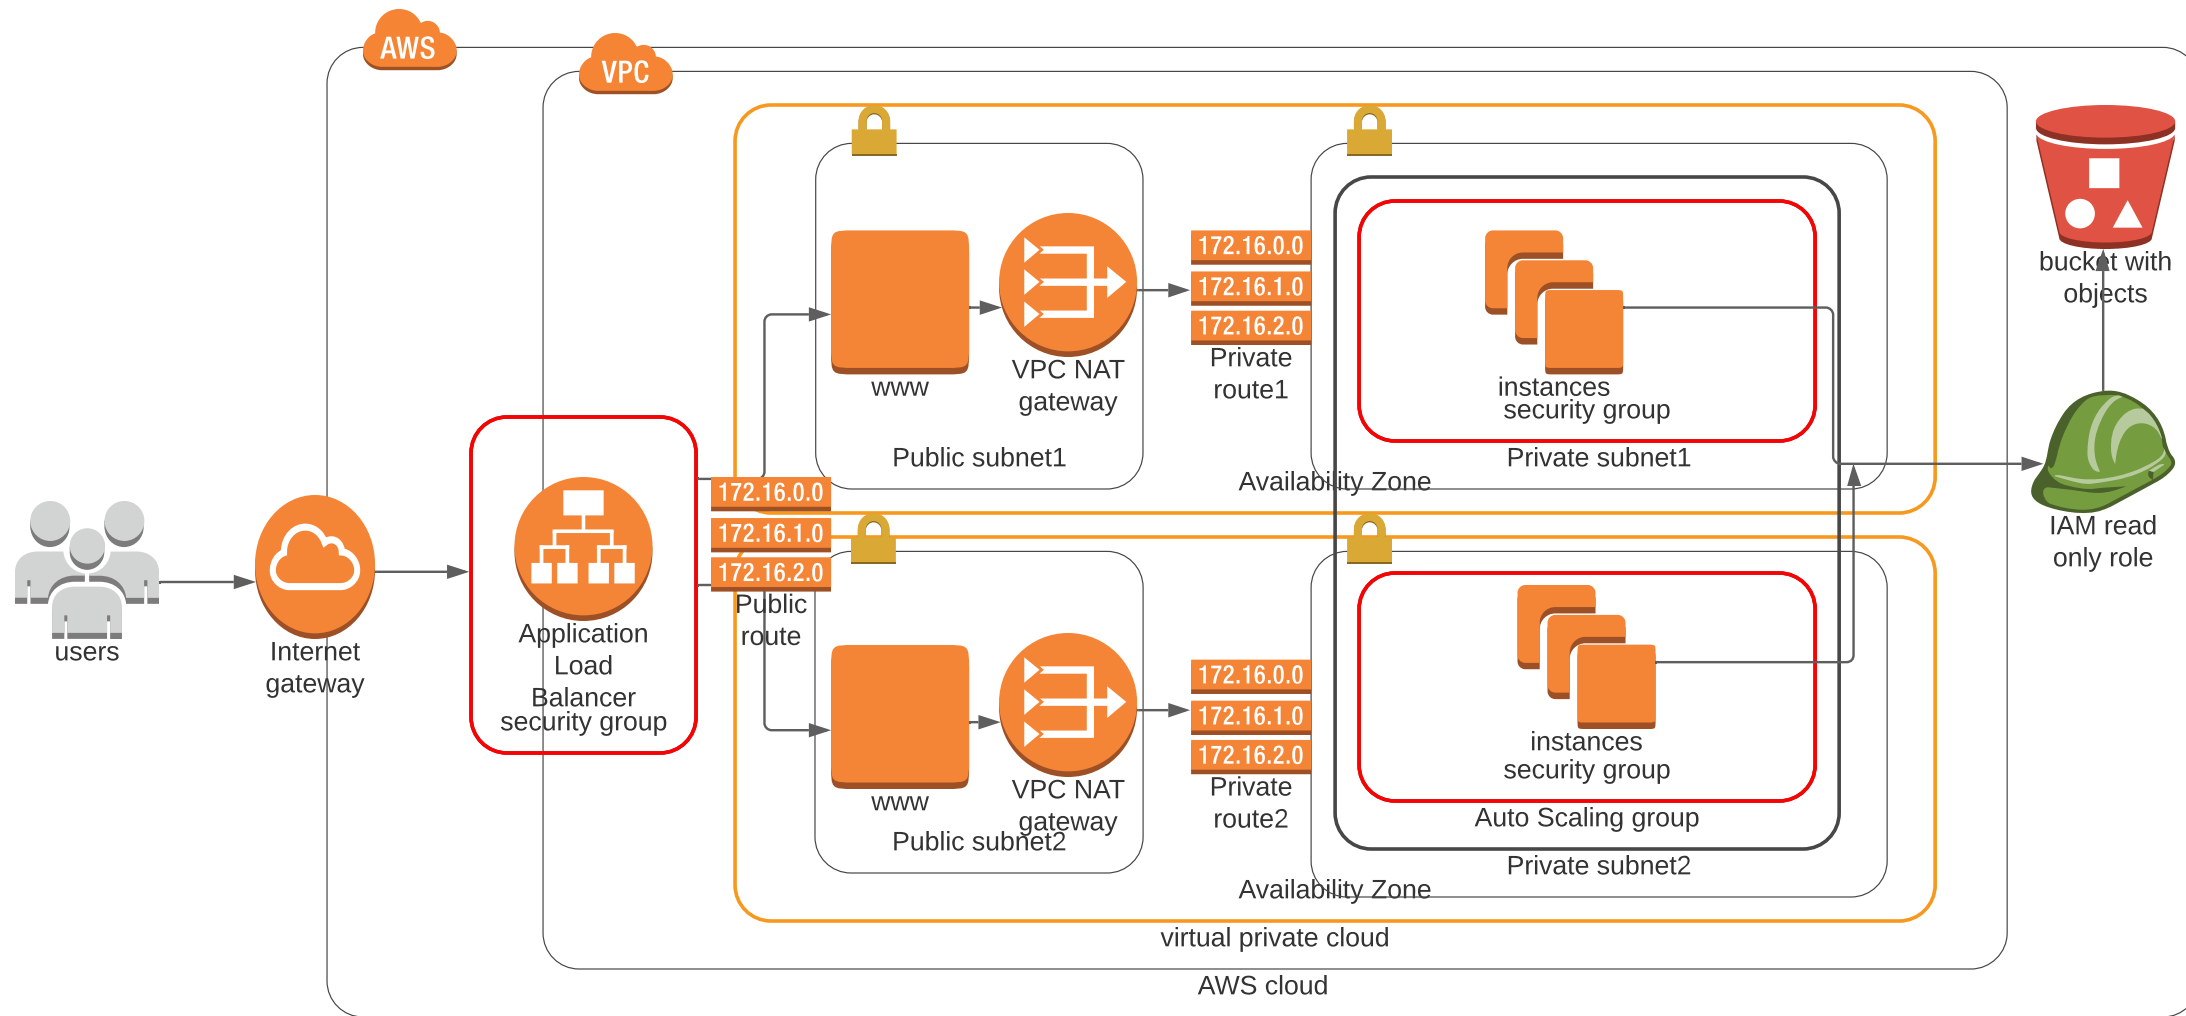 AWS
VPC
172.16.0.0
172.16.1.0
172.16.2.0
Private
route1
www
VPC NAT
gateway
Public subnet1
instances
security group
Private subnet1
Availability Zone
bucket with
objects
IAM read
only role
users
Internet
gateway
Application
Load
Balancer
security group
172.16.0.0
172.16.1.0
172.16.2.0
Public
route
www
VPC NAT
gateway
Public subnet2
172.16.0.0
172.16.1.0
172.16.2.0
Private
route2
instances
security group
Auto Scaling group
Private subnet2
Availability Zone
virtual private cloud
AWS cloud